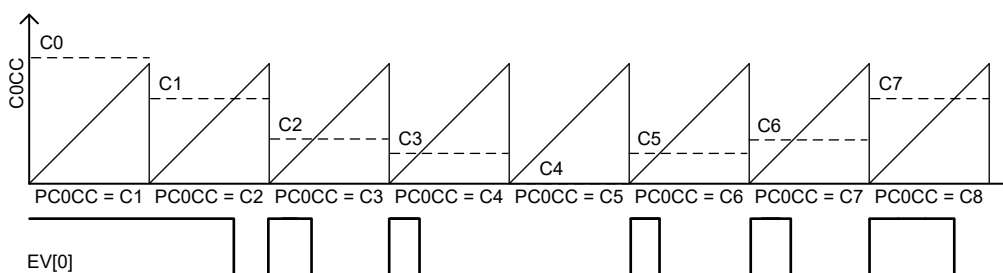 C0
C0CC
C1
C7
C2
C6
C3
C5
C4
PC0CC = C1 PC0CC = C2 PC0CC = C3 PC0CC = C4 PC0CC = C5 PC0CC = C6 PC0CC = C7 PC0CC = C8
EV[0]